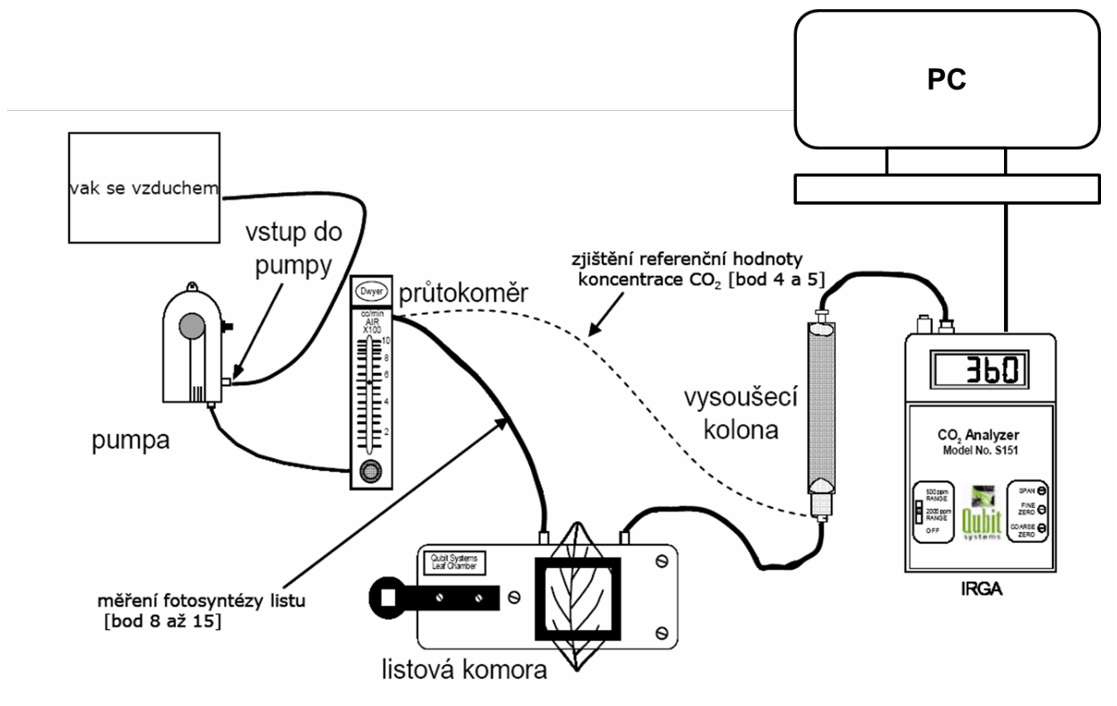 PC
vak se vzduchem
vstup do
pumpy
zjištění referenční hodnoty
koncentrace CO₂ [bod 4 a 5]
Dwyer
průtokoměr
cc/min
AIR
X100
10
8
6
4
2
360
vysoušecí
kolona
pumpa
CO₂ Analyzer
Model No. S151
500 ppm
RANGE
2000 ppm
RANGE
OFF
Qubit
systems
SPAN
FINE
ZERO
COARSE
ZERO
Qubit Systems
Leaf Chamber
IRGA
měření fotosyntézy listu
[bod 8 až 15]
listová komora